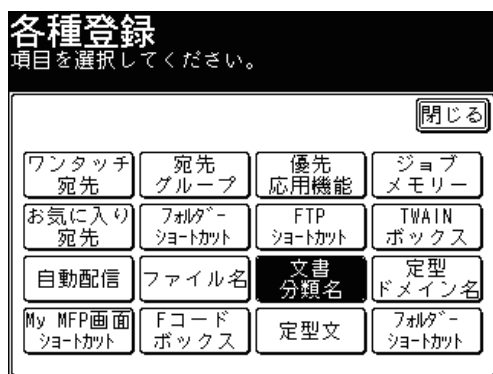 各種登録
項目を選択してください。
閉じる
ワンタッチ
宛先
宛先
グループ
優先
応用機能
ジョブ
メモリー
お気に入り
宛先
フォルダー
ショートカット
FTP
ショートカット
TWAIN
ボックス
自動配信
ファイル名
文書
分類名
定型
ドメイン名
My MFP画面
ショートカット
Fコード
ボックス
定型文
フォルダー
ショートカット